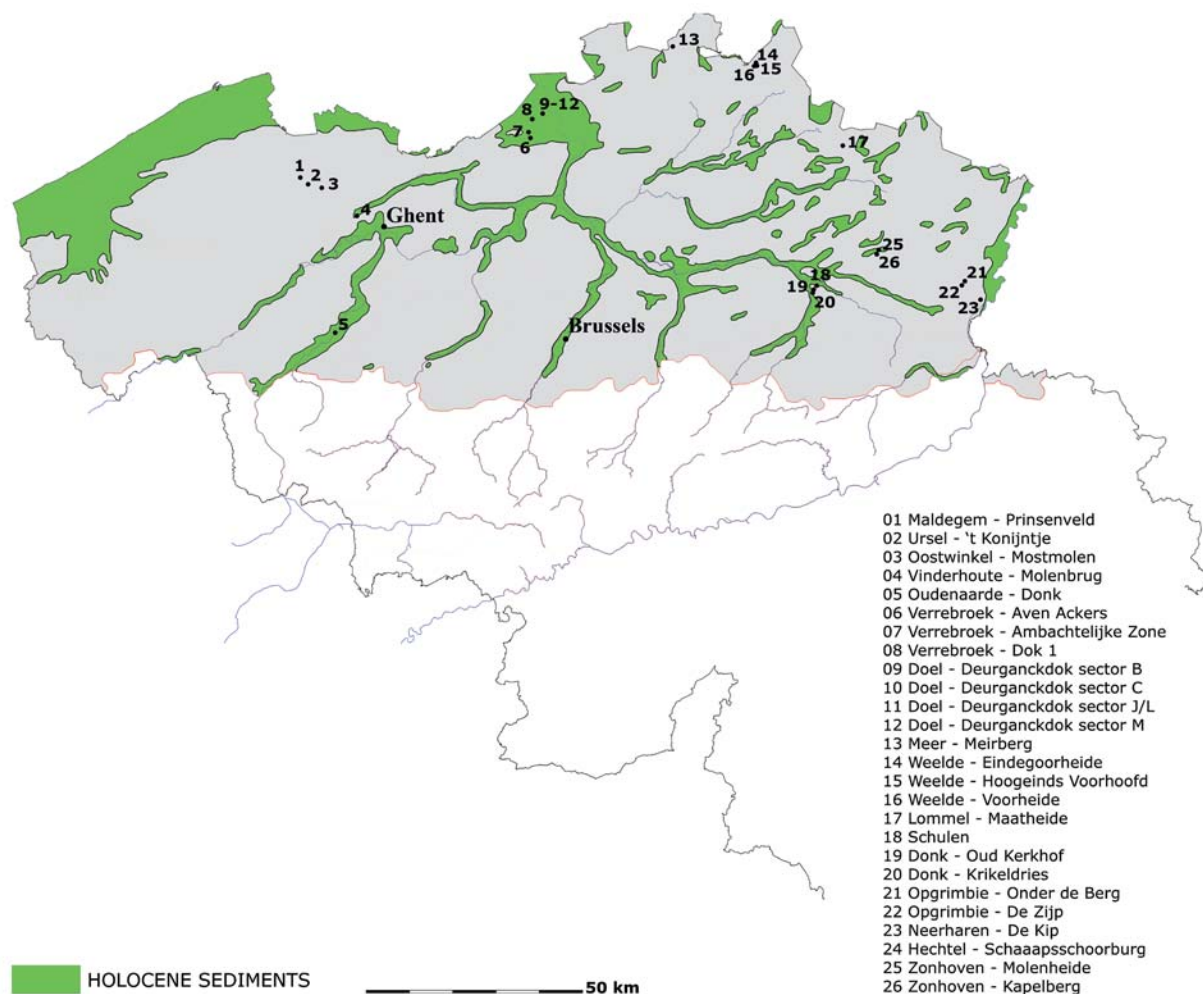 13
14
16 15
9-12
8
7
6
17
1
2
3
4
Ghent
25
26
18
19
20
21
22
23
5
Brussels
01 Maldegem - Prinsenveld
02 Ursel - ‘t Konijntje
03 Oostwinkel - Mostmolen
04 Vinderhoute - Molenbrug
05 Oudenaarde - Donk
06 Verrebroek - Aven Ackers
07 Verrebroek - Ambachtelijke Zone
08 Verrebroek - Dok 1
09 Doel - Deurganckdok sector B
10 Doel - Deurganckdok sector C
11 Doel - Deurganckdok sector J/L
12 Doel - Deurganckdok sector M
13 Meer - Meirberg
14 Weelde - Eindegoorheide
15 Weelde - Hoogeinds Voorhoofd
16 Weelde - Voorheide
17 Lommel - Maatheide
18 Schulen
19 Donk - Oud Kerkhof
20 Donk - Krikeldries
21 Opgrimbie - Onder de Berg
22 Opgrimbie - De Zijp
23 Neerharen - De Kip
24 Hechtel - Schaaapsschoorburg
25 Zonhoven - Molenheide
26 Zonhoven - Kapelberg
HOLOCENE SEDIMENTS
50 km